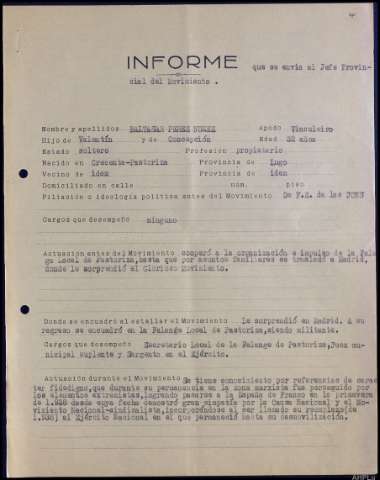 4
INFORME que se envia al Jefe Provin-
cial del Movimiento .
Nombre y apellidos BALTASAR PEREZ NUÑEZ Apodo Vinculeiro
Hijo de Valentín y de Concepción Edad 32 años
Estado soltero Profesion propietario
Nacido en Crecente-Pastoriza Provincia de Lugo
Vecino de idem Provincia de idem
Domiciliado en calle núm. piso
Filiación o ideología política antes del Movimiento De F.E. de las JONS
Cargos que desempeño ninguno
Actuación antes del Movimiento cooperó a la organización e impulso de la Falan
ge Local de Pastoriza, hasta que por asuntos familiares se trasladó a Madrid,
donde le sorprendió el Glorioso Movimiento.
Donde se encuadró el estallar el Movimiento Le sorprendió en Madrid. A su
regreso se encuadró en la Falange Local de Pastoriza, siendo militante.
Cargos que desempeño Secretario Local de la Falange de Pastoriza, Juez mu-
nicipal suplente y Sargento en el Ejército.
Actuación durante el Movimiento Se tiene conocimiento por referencias de carac
ter fidedigno, que durante su permanencia en la zona marxista fue perseguido por
los elementos extremistas, logrando pasarse a la España de Franco en la primavera
de 1.938 desde cuya fecha demostró gran simpatía por la Causa Nacional y el Mo-
vimiento Nacional-sindicalista, incorporándose al ser llamado su reemplazo (de
1.938) al Ejército Nacional en el que permaneció hasta su desmovilización.